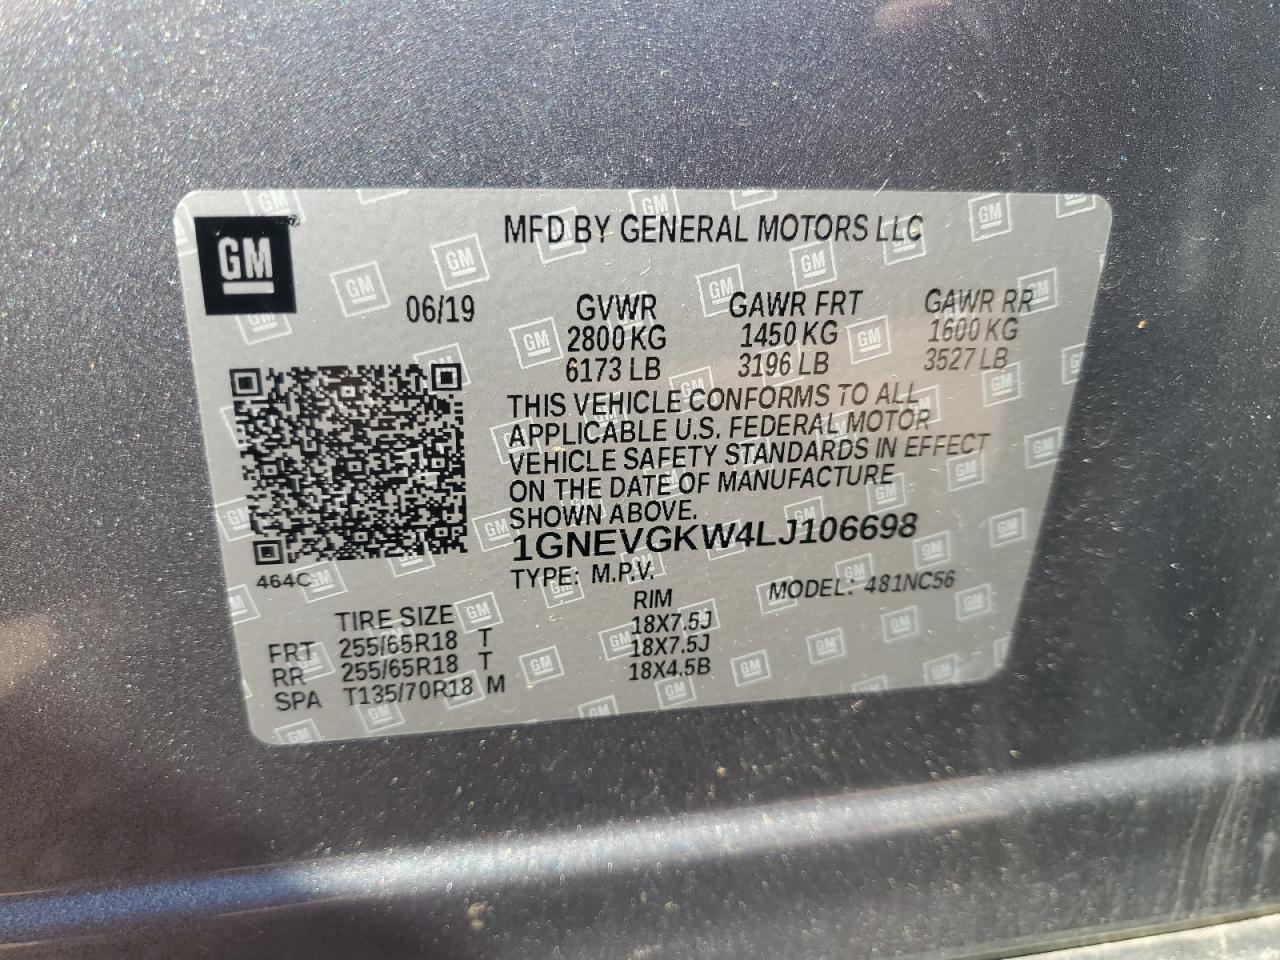 GM
MFD BY GENERAL MOTORS LLC
06/19 GVWR GAWR FRT GAWR RR
2800 KG 1450 KG 1600 KG
6173 LB 3196 LB 3527 LB
THIS VEHICLE CONFORMS TO ALL
APPLICABLE U.S. FEDERAL MOTOR
VEHICLE SAFETY STANDARDS IN EFFECT
ON THE DATE OF MANUFACTURE
SHOWN ABOVE.
1GNEVGKW4LJ106698
464C TYPE: M.P.V. MODEL: 481NC56
TIRE SIZE RIM
FRT 255/65R18 T 18X7.5J
RR 255/65R18 T 18X7.5J
SPA T135/70R18 M 18X4.5B